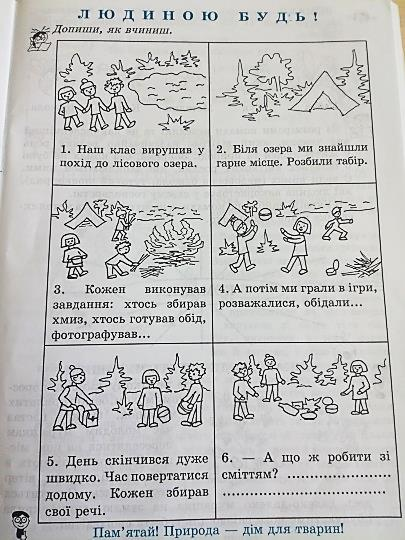 ЛЮДИНОЮ БУДЬ!
Допиши, як вчиниш.
1. Наш клас вирушив у
похід до лісового озера.
2. Біля озера ми знайшли
гарне місце. Розбили табір.
3. Кожен виконував
завдання: хтось збирав
хмиз, хтось готував обід,
фотографував...
4. А потім ми грали в ігри,
розважалися, обідали...
5. День скінчився дуже
швидко. Час повертатися
додому. Кожен збирав
свої речі.
6. — А що ж робити зі
сміттям? ......................
......................................
Пам'ятай! Природа — дім для тварин!